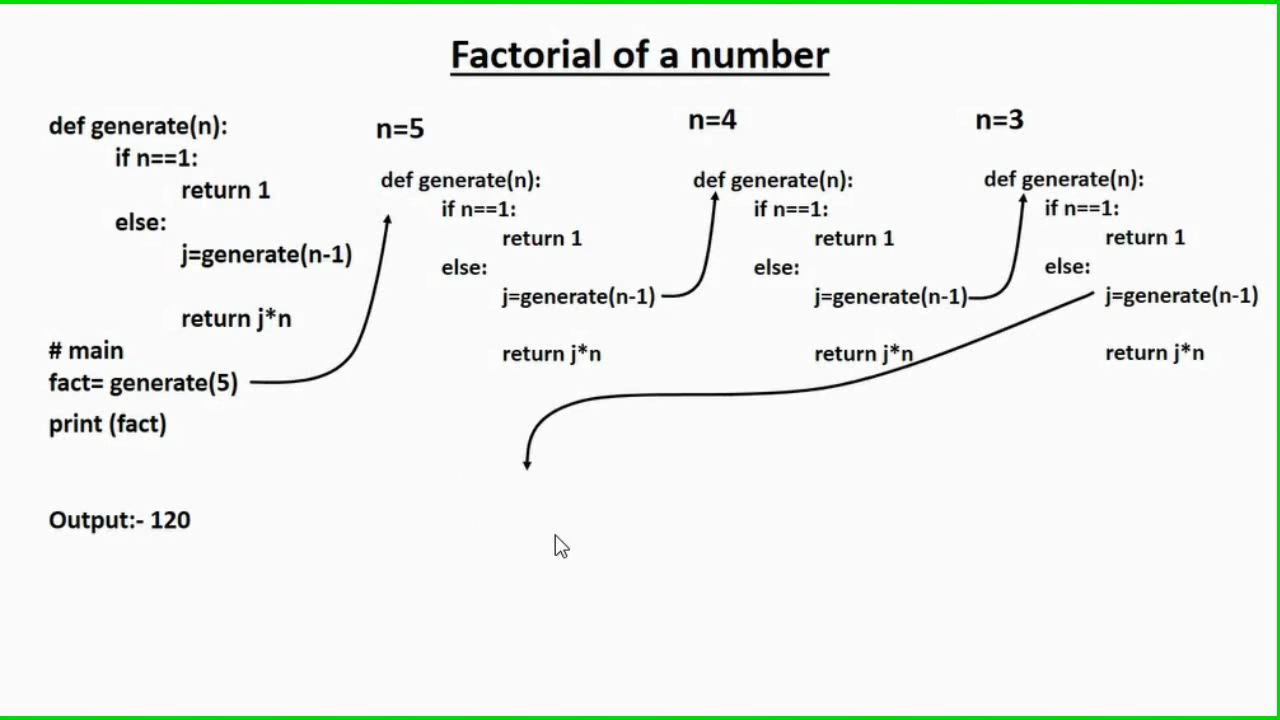 Factorial of a number
def generate(n):
if n==1:
return 1
else:
j=generate(n-1)
return j*n
# main
fact= generate(5)
print (fact)
Output:- 120
n=5
def generate(n):
if n==1:
return 1
else:
j=generate(n-1)
return j*n
n=4
def generate(n):
if n==1:
return 1
else:
j=generate(n-1)
return j*n
n=3
def generate(n):
if n==1:
return 1
else:
j=generate(n-1)
return j*n